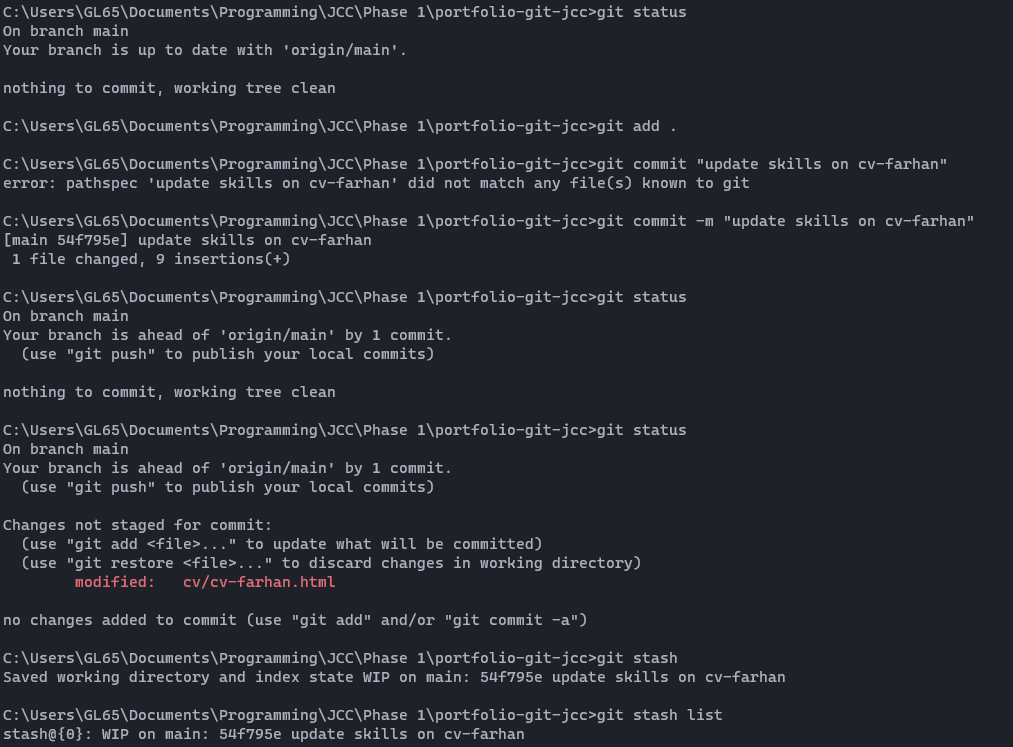 C:\Users\GL65\Documents\Programming\JCC\Phase 1\portfolio-git-jcc>git status
On branch main
Your branch is up to date with 'origin/main'.
nothing to commit, working tree clean
C:\Users\GL65\Documents\Programming\JCC\Phase 1\portfolio-git-jcc>git add .
C:\Users\GL65\Documents\Programming\JCC\Phase 1\portfolio-git-jcc>git commit "update skills on cv-farhan"
error: pathspec 'update skills on cv-farhan' did not match any file(s) known to git
C:\Users\GL65\Documents\Programming\JCC\Phase 1\portfolio-git-jcc>git commit -m "update skills on cv-farhan"
[main 54f795e] update skills on cv-farhan
 1 file changed, 9 insertions(+)
C:\Users\GL65\Documents\Programming\JCC\Phase 1\portfolio-git-jcc>git status
On branch main
Your branch is ahead of 'origin/main' by 1 commit.
  (use "git push" to publish your local commits)
nothing to commit, working tree clean
C:\Users\GL65\Documents\Programming\JCC\Phase 1\portfolio-git-jcc>git status
On branch main
Your branch is ahead of 'origin/main' by 1 commit.
  (use "git push" to publish your local commits)
Changes not staged for commit:
  (use "git add <file>..." to update what will be committed)
  (use "git restore <file>..." to discard changes in working directory)
        modified:   cv/cv-farhan.html
no changes added to commit (use "git add" and/or "git commit -a")
C:\Users\GL65\Documents\Programming\JCC\Phase 1\portfolio-git-jcc>git stash
Saved working directory and index state WIP on main: 54f795e update skills on cv-farhan
C:\Users\GL65\Documents\Programming\JCC\Phase 1\portfolio-git-jcc>git stash list
stash@{0}: WIP on main: 54f795e update skills on cv-farhan